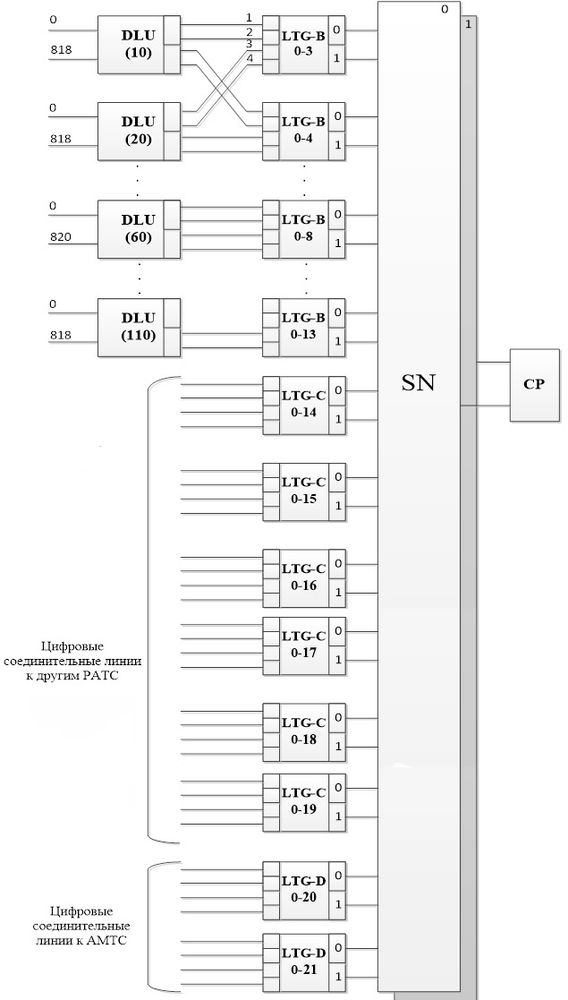 0
1
0
818
DLU
(10)
1
2
3
4
LTG-B
0-3
0
1
0
818
DLU
(20)
LTG-B
0-4
0
1
0
820
DLU
(60)
LTG-B
0-8
0
1
0
818
DLU
(110)
LTG-B
0-13
0
1
SN
CP
LTG-C
0-14
0
1
LTG-C
0-15
0
1
LTG-C
0-16
0
1
Цифровые
соединительные линии
к другим РАТС
LTG-C
0-17
0
1
LTG-C
0-18
0
1
LTG-C
0-19
0
1
Цифровые
соединительные
линии к АМТС
LTG-D
0-20
0
1
LTG-D
0-21
0
1